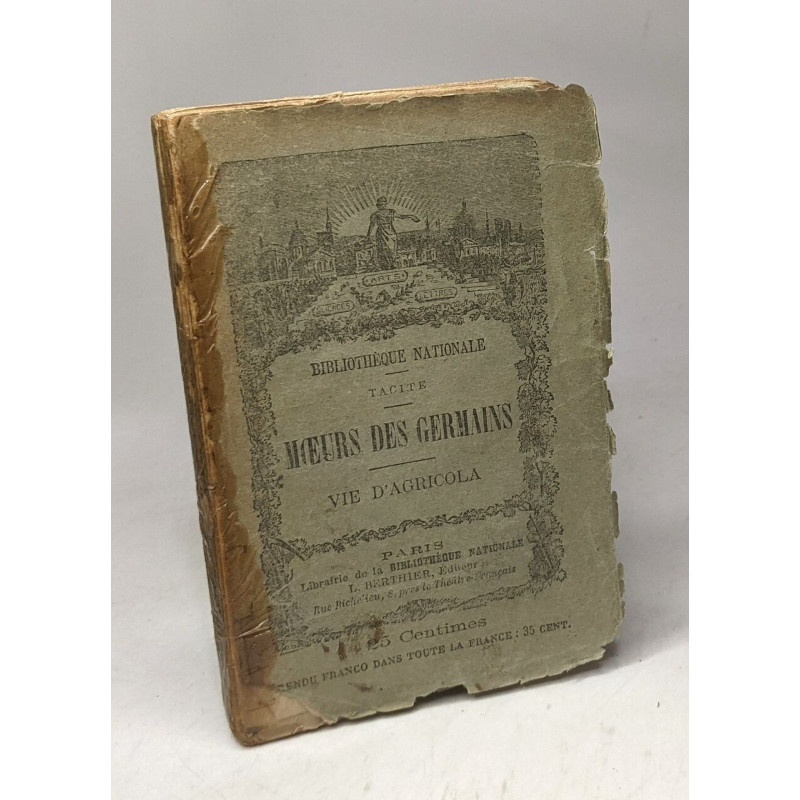 ARTS
SCIENCES
LETTRES
BIBLIOTHÈQUE NATIONALE
TACITE
MŒURS DES GERMAINS
VIE D'AGRICOLA
PARIS
Librairie de la BIBLIOTHÈQUE NATIONALE
L. BERTHIER, Éditeur
Rue Richelieu, 8, près le Théâtre-Français
25 Centimes
RENDU FRANCO DANS TOUTE LA FRANCE : 35 CENT.